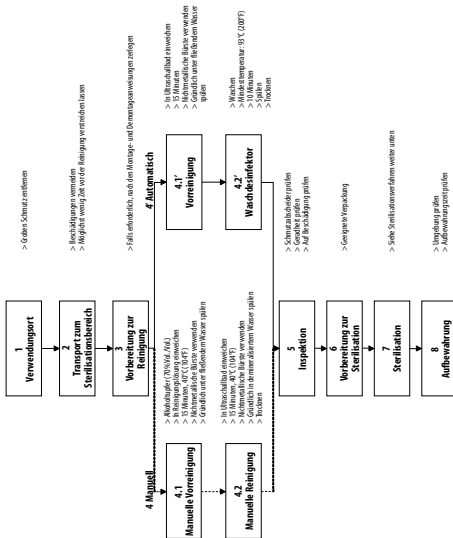 1
Verwendungsort
> Groben Schmutz entfernen
2
Transport zum
Sterilisationsbereich
> Beschädigungen vermeiden
> Möglichst wenig Zeit vor der Reinigung verstreichen lassen
3
Vorbereitung zur
Reinigung
> Falls erforderlich, nach den Montage- und Demontageanweisungen zerlegen
4 Manuell
4.1
Manuelle Vorreinigung
> Alkoholtupfer (70 % Vol./Vol.)
> In Reinigungslösung einweichen
> 15 Minuten, 40°C (104°F)
> Nichtmetallische Bürste verwenden
> Gründlich unter fließendem Wasser spülen
4.2
Manuelle Reinigung
> In Ultraschallbad einweichen
> 15 Minuten, 40°C (104°F)
> Nichtmetallische Bürste verwenden
> Gründlich in demineralisiertem Wasser spülen
> Trocknen
4' Automatisch
4.1'
Vorreinigung
> In Ultraschallbad einweichen
> 15 Minuten
> Nichtmetallische Bürste verwenden
> Gründlich unter fließendem Wasser
spülen
4.2'
Waschdesinfektor
> Waschen
> Mindesttemperatur: 93°C (200°F)
> 10 Minuten
> Spülen
> Trocknen
5
Inspektion
> Schmutzabscheider prüfen
> Geradheit prüfen
> Auf Beschädigung prüfen
6
Vorbereitung zur
Sterilisation
> Geeignete Verpackung
7
Sterilisation
> Siehe Sterilisationsverfahren weiter unten
8
Aufbewahrung
> Umgebung prüfen
> Aufbewahrungszeit prüfen